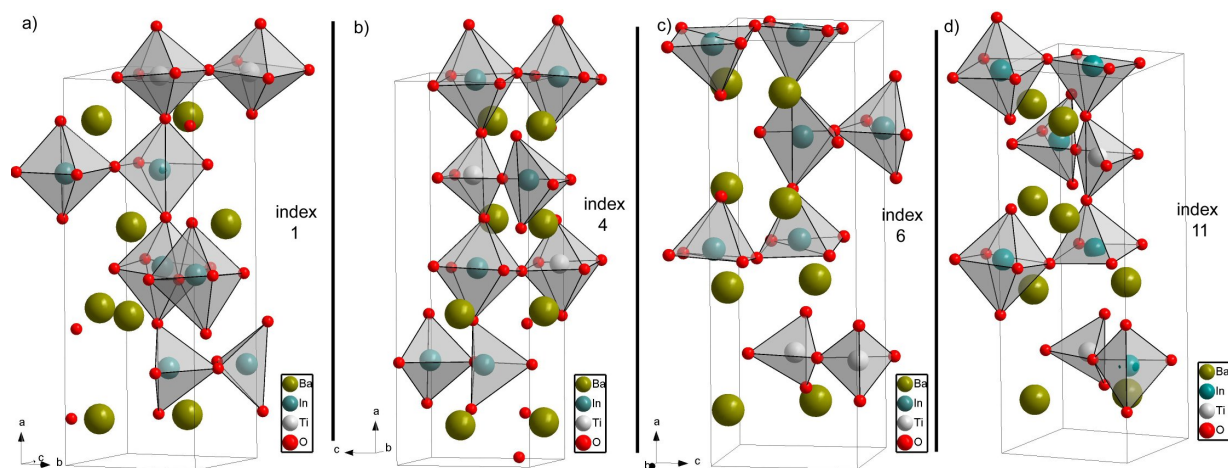 a)
index
1
Ba
In
Ti
O
a
c
b
b)
index
4
Ba
In
Ti
O
a
c
b
c)
index
6
Ba
In
Ti
O
a
b
c
d)
index
11
Ba
In
Ti
O
a
b
c